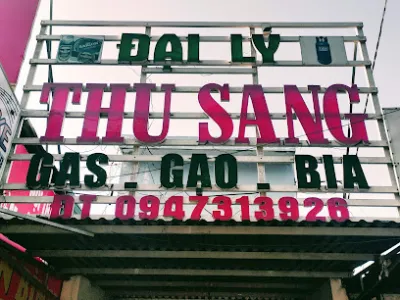 ĐẠI LÝ
THU SANG
GAS . GẠO . BIA
ĐT 0947313926